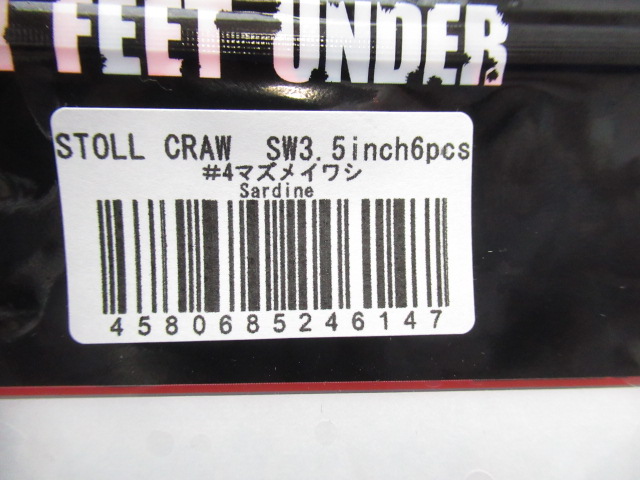 FEET UNDER
STOLL CRAW SW3.5inch6pcs
#4マズメイワシ
Sardine
4580685246147